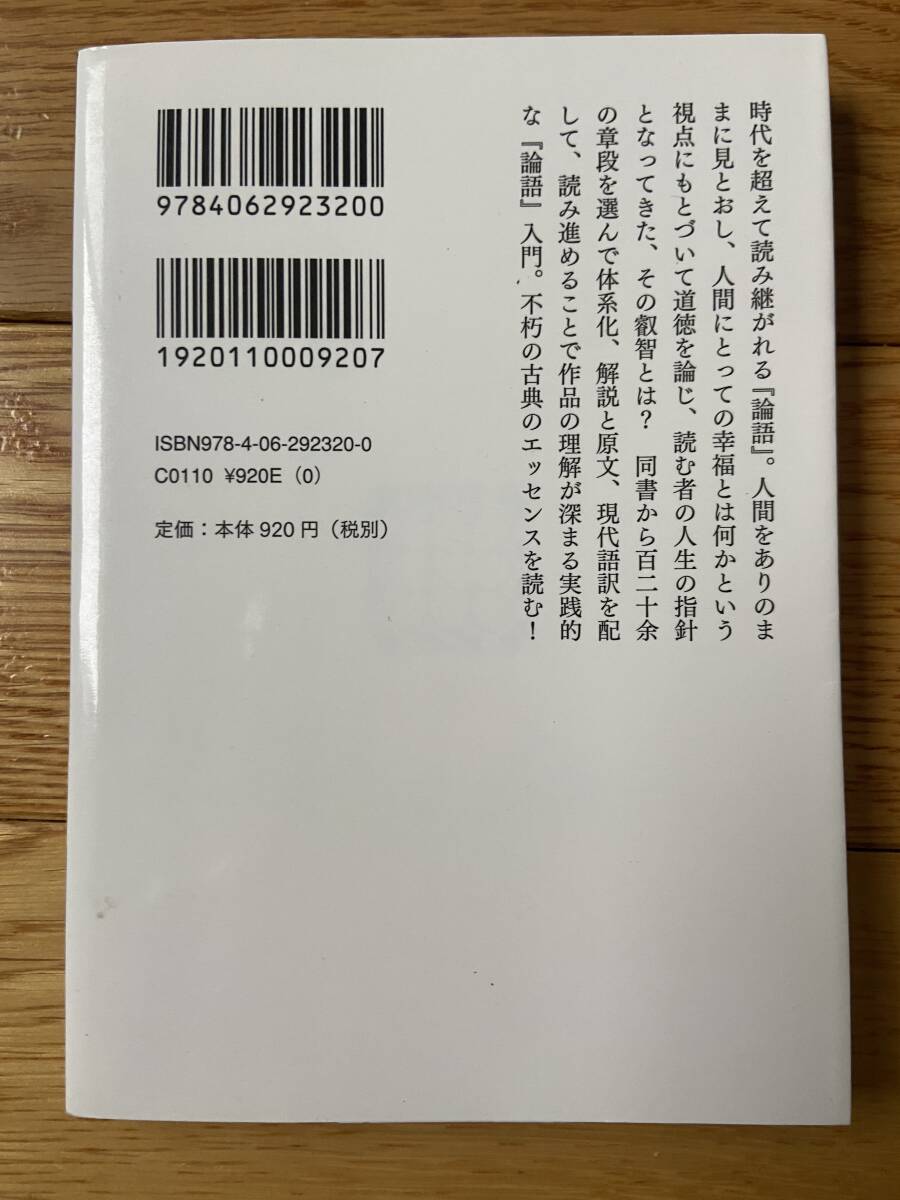 時代を超えて読み継がれる『論語』。人間をありのま
まに見とおし、人間にとっての幸福とは何かという
視点にもとづいて道徳を論じ、読む者の人生の指針
となってきた、その叡智とは？　同書から百二十余
の章段を選んで体系化、解説と原文、現代語訳を配
して、読み進めることで作品の理解が深まる実践的
な『論語』入門。不朽の古典のエッセンスを読む！
9784062923200
1920110009207
ISBN978-4-06-292320-0
C0110 ¥920E（0）
定価：本体 920 円（税別）